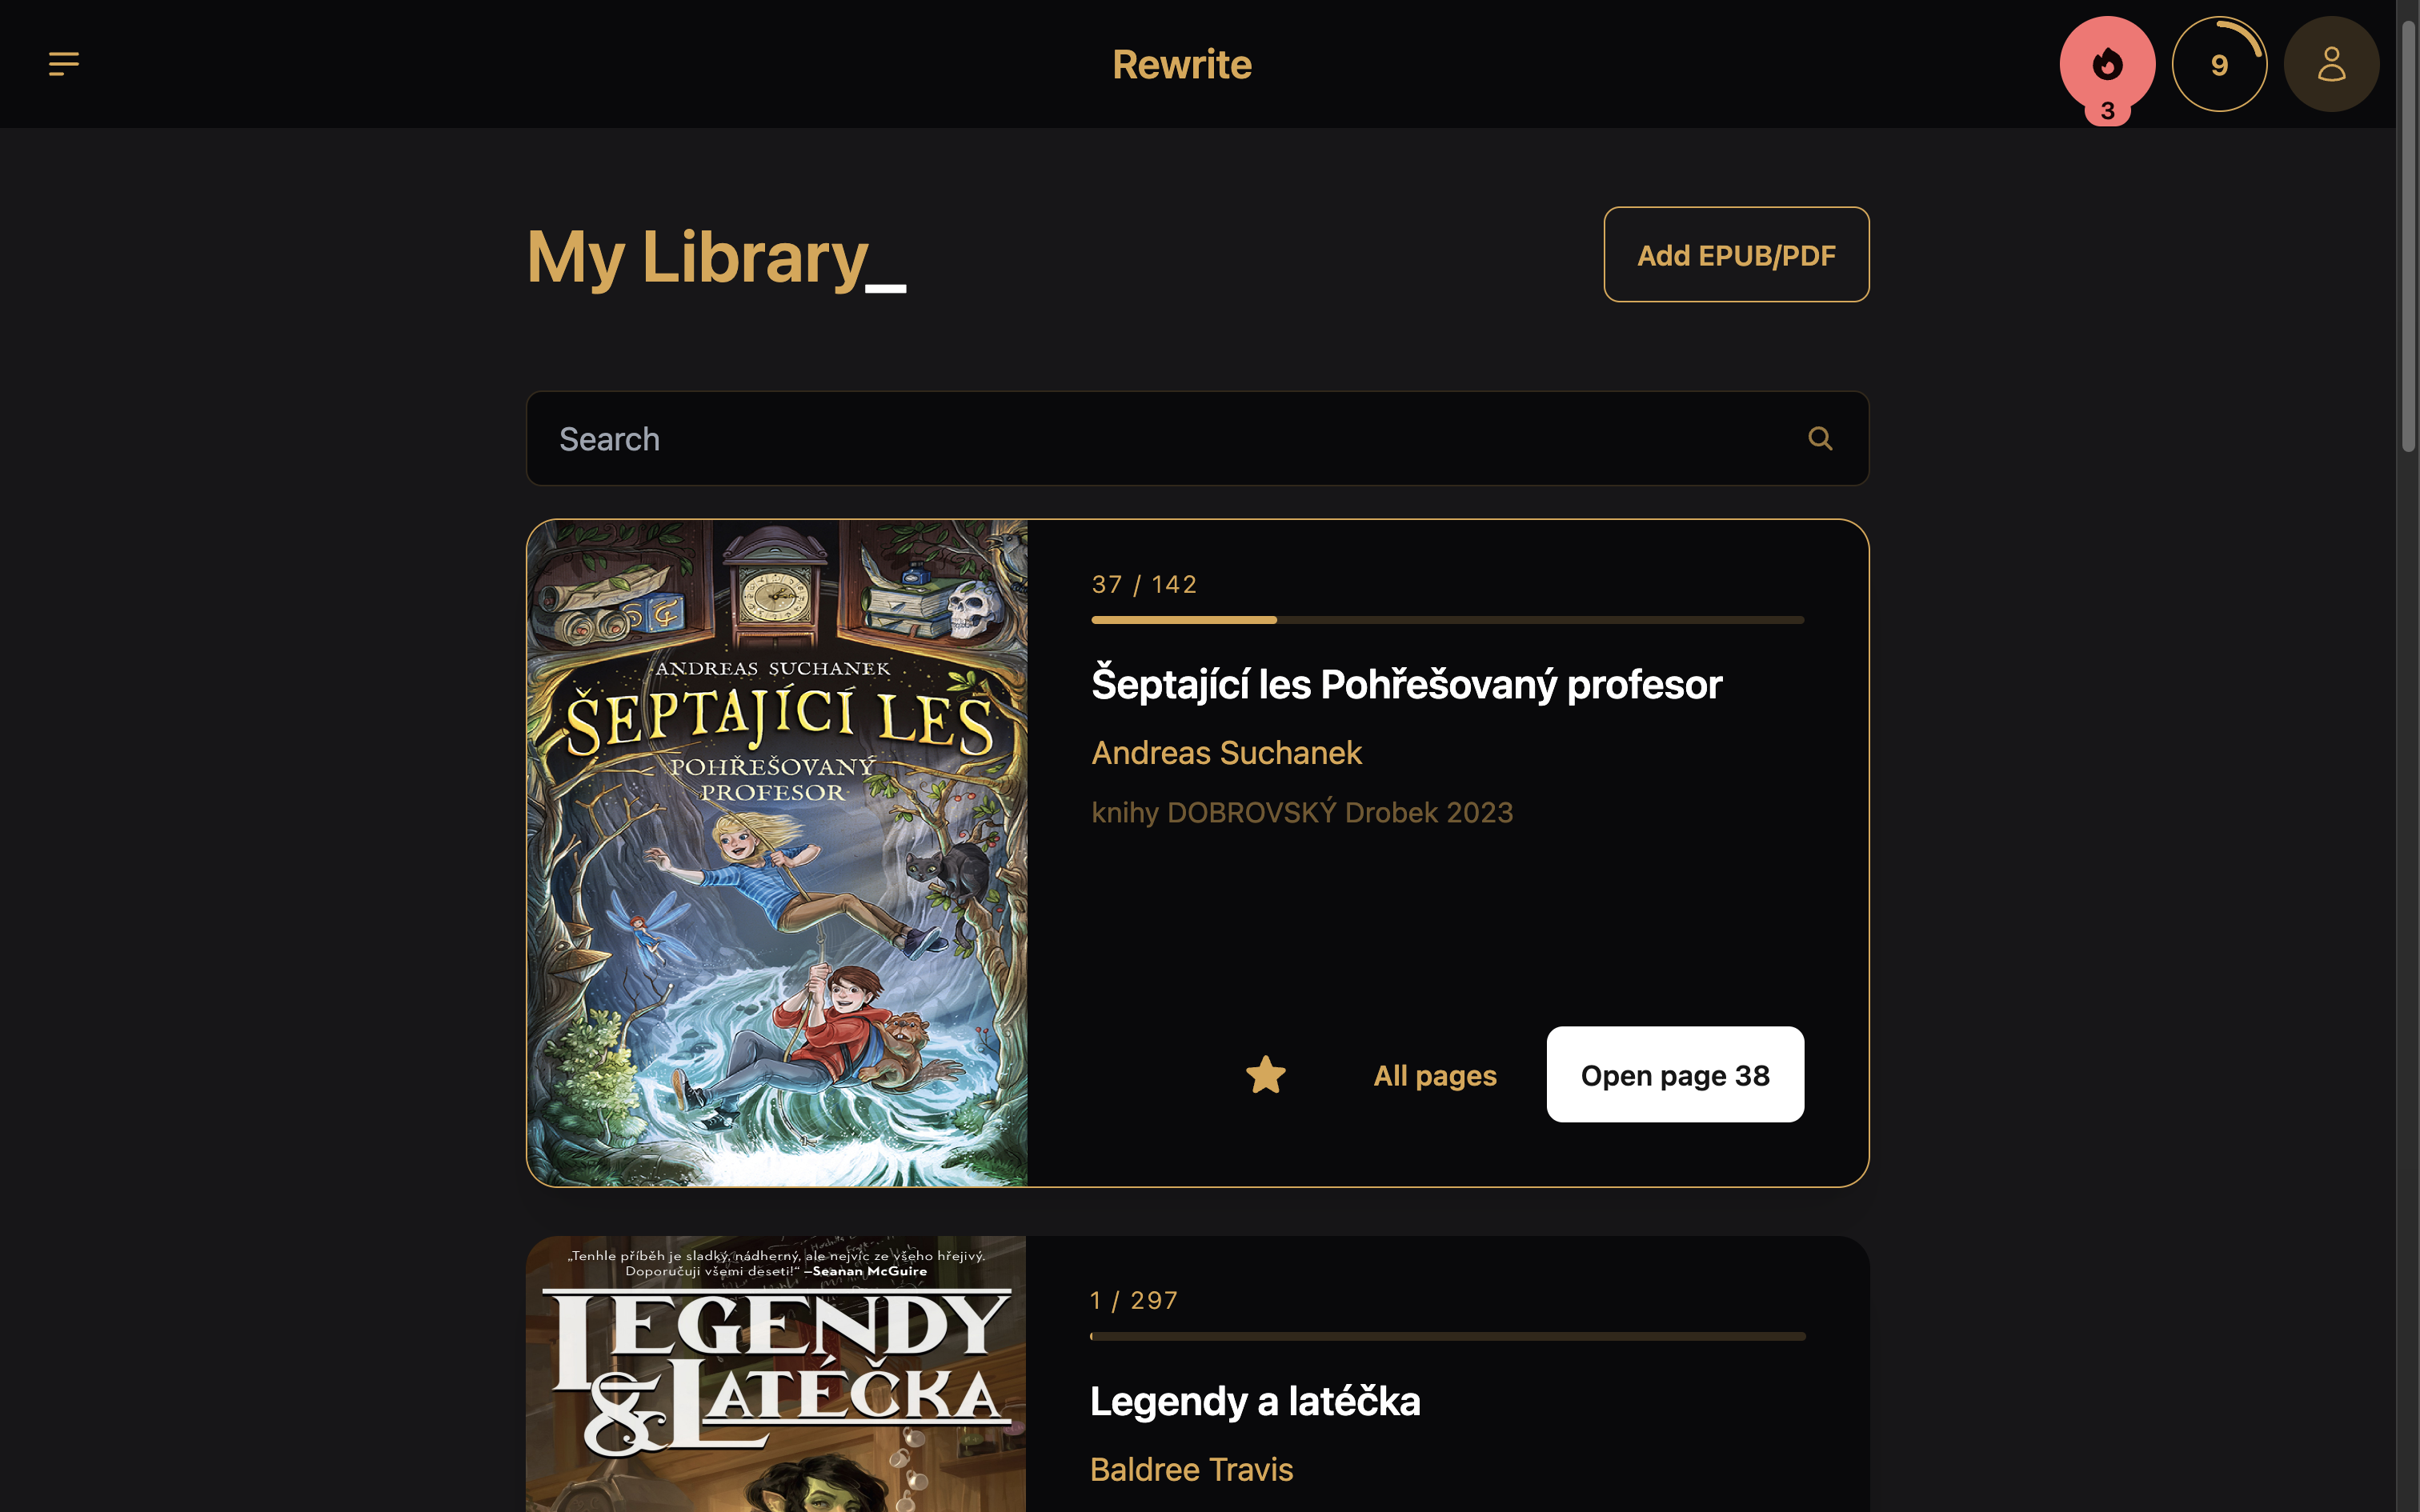 Rewrite
3
9
My Library_
Add EPUB/PDF
Search
ANDREAS SUCHANEK
ŠEPTAJÍCÍ LES
POHŘEŠOVANÝ
PROFESOR
37 / 142
Šeptající les Pohřešovaný profesor
Andreas Suchanek
knihy DOBROVSKÝ Drobek 2023
All pages
Open page 38
„Tenhle příběh je sladký, nádherný, ale nejvíc ze všeho hřejivý.
Doporučuji všemi deseti!“ —Seanan McGuire
LEGENDY
& LATÉČKA
1 / 297
Legendy a latéčka
Baldree Travis